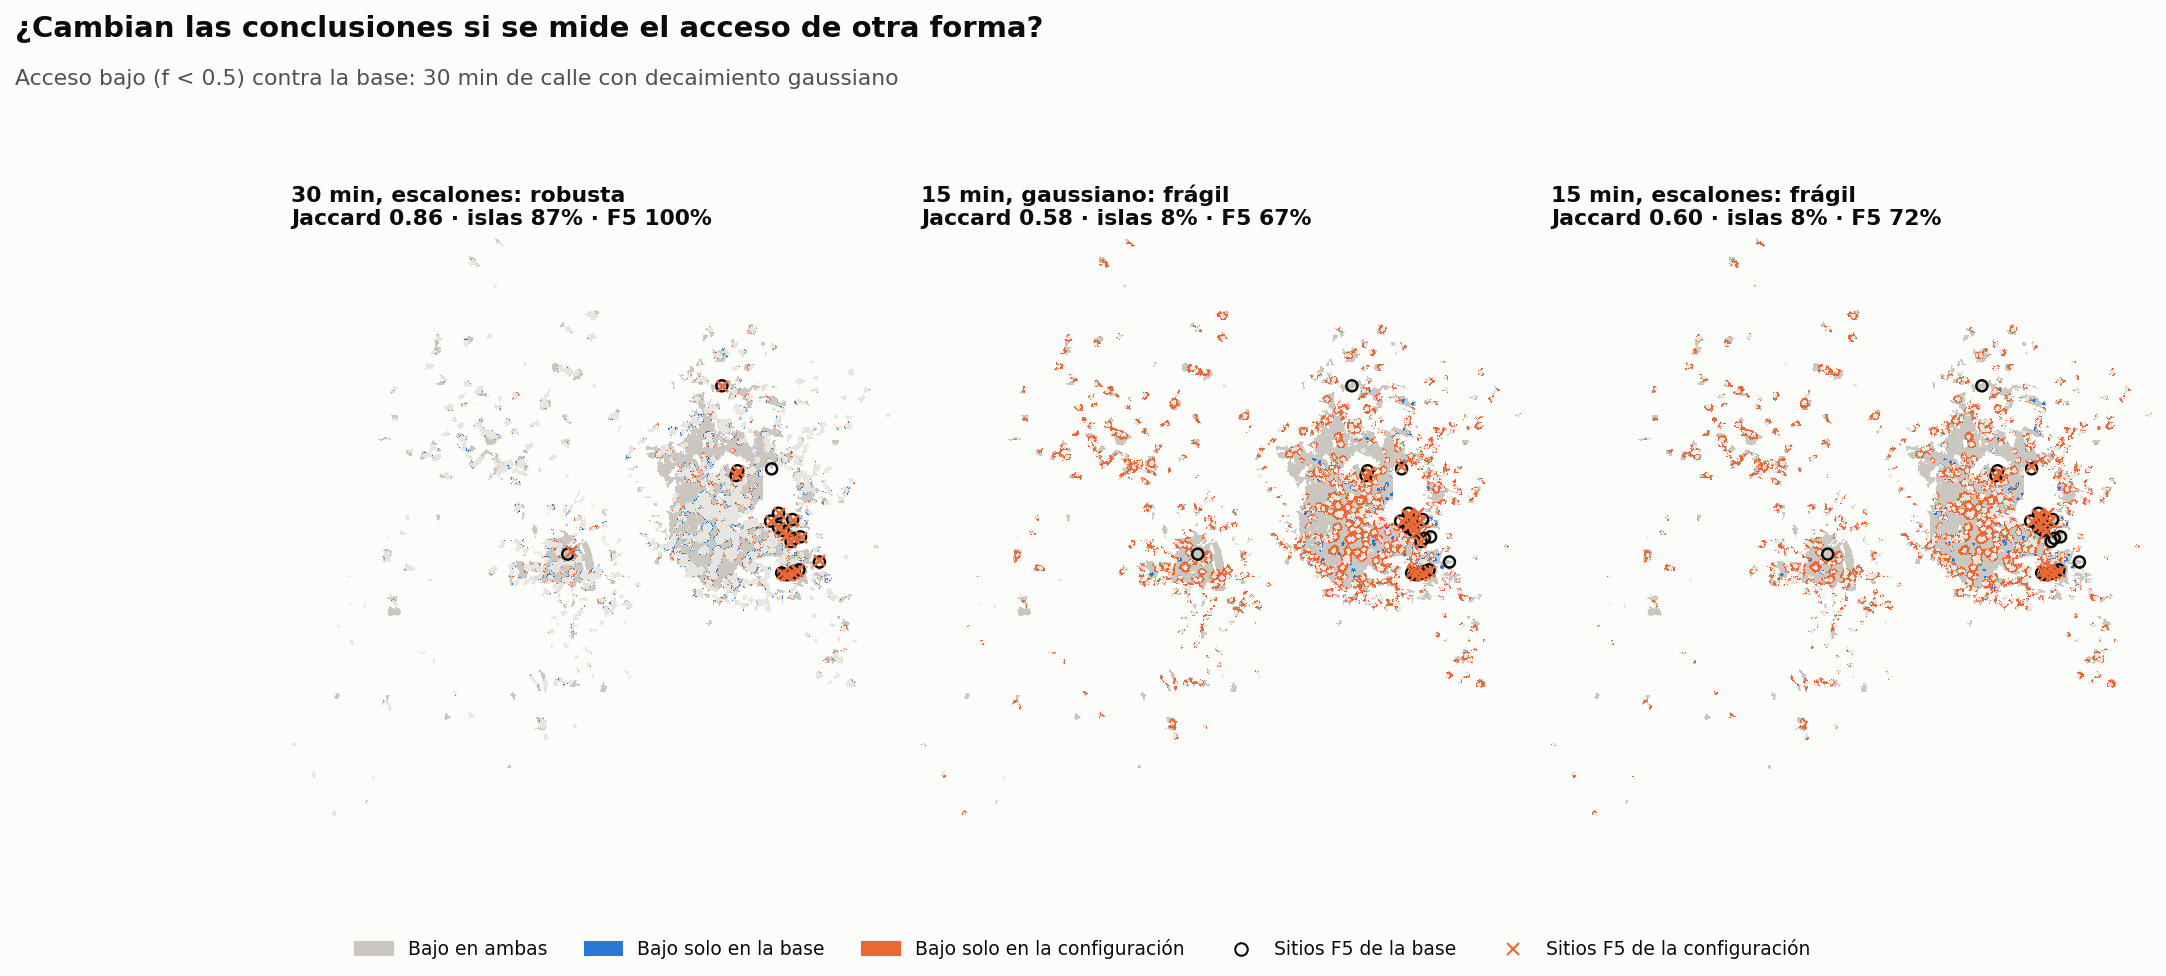 ¿Cambian las conclusiones si se mide el acceso de otra forma?
Acceso bajo (f < 0.5) contra la base: 30 min de calle con decaimiento gaussiano
30 min, escalones: robusta
Jaccard 0.86 · islas 87% · F5 100%
15 min, gaussiano: frágil
Jaccard 0.58 · islas 8% · F5 67%
15 min, escalones: frágil
Jaccard 0.60 · islas 8% · F5 72%
Bajo en ambas
Bajo solo en la base
Bajo solo en la configuración
Sitios F5 de la base
Sitios F5 de la configuración